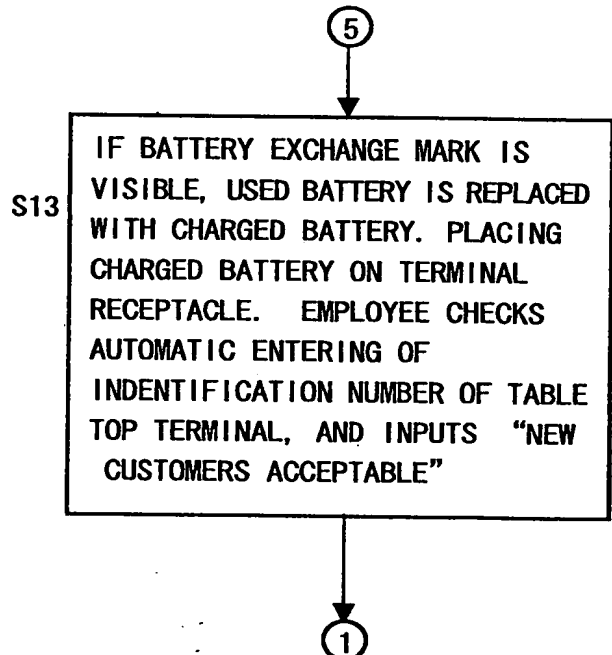 5
IF BATTERY EXCHANGE MARK IS
VISIBLE, USED BATTERY IS REPLACED
S13
WITH CHARGED BATTERY. PLACING
CHARGED BATTERY ON TERMINAL
RECEPTACLE. EMPLOYEE CHECKS
AUTOMATIC ENTERING OF
INDENTIFICATION NUMBER OF TABLE
TOP TERMINAL, AND INPUTS “NEW
CUSTOMERS ACCEPTABLE”
1